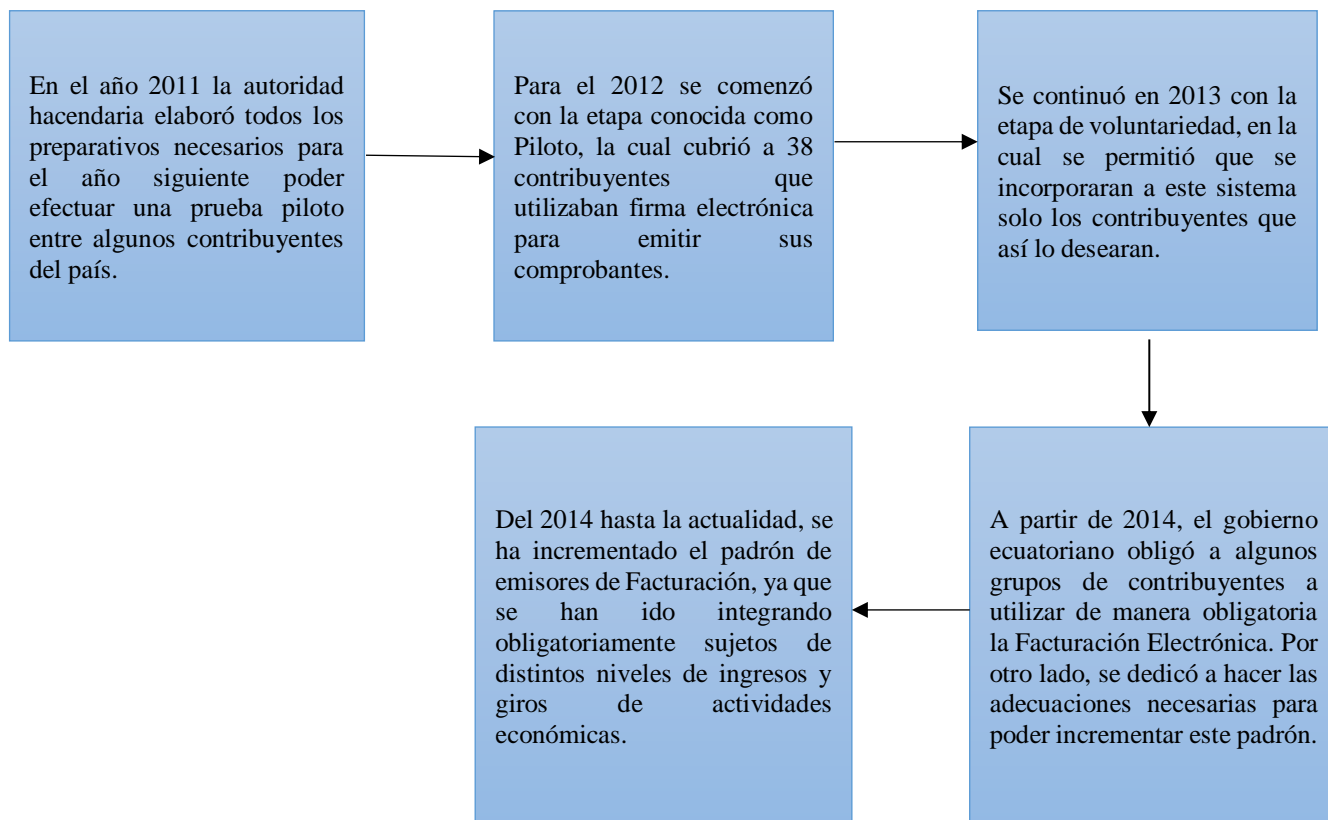 En el año 2011 la autoridad
hacendaria elaboró todos los
preparativos necesarios para
el año siguiente poder
efectuar una prueba piloto
entre algunos contribuyentes
del país.
Para el 2012 se comenzó
con la etapa conocida como
Piloto, la cual cubrió a 38
contribuyentes que
utilizaban firma electrónica
para emitir sus
comprobantes.
Se continuó en 2013 con la
etapa de voluntariedad, en la
cual se permitió que se
incorporaran a este sistema
solo los contribuyentes que
así lo desearan.
A partir de 2014, el gobierno
ecuatoriano obligó a algunos
grupos de contribuyentes a
utilizar de manera obligatoria
la Facturación Electrónica. Por
otro lado, se dedicó a hacer las
adecuaciones necesarias para
poder incrementar este padrón.
Del 2014 hasta la actualidad, se
ha incrementado el padrón de
emisores de Facturación, ya que
se han ido integrando
obligatoriamente sujetos de
distintos niveles de ingresos y
giros de actividades
económicas.